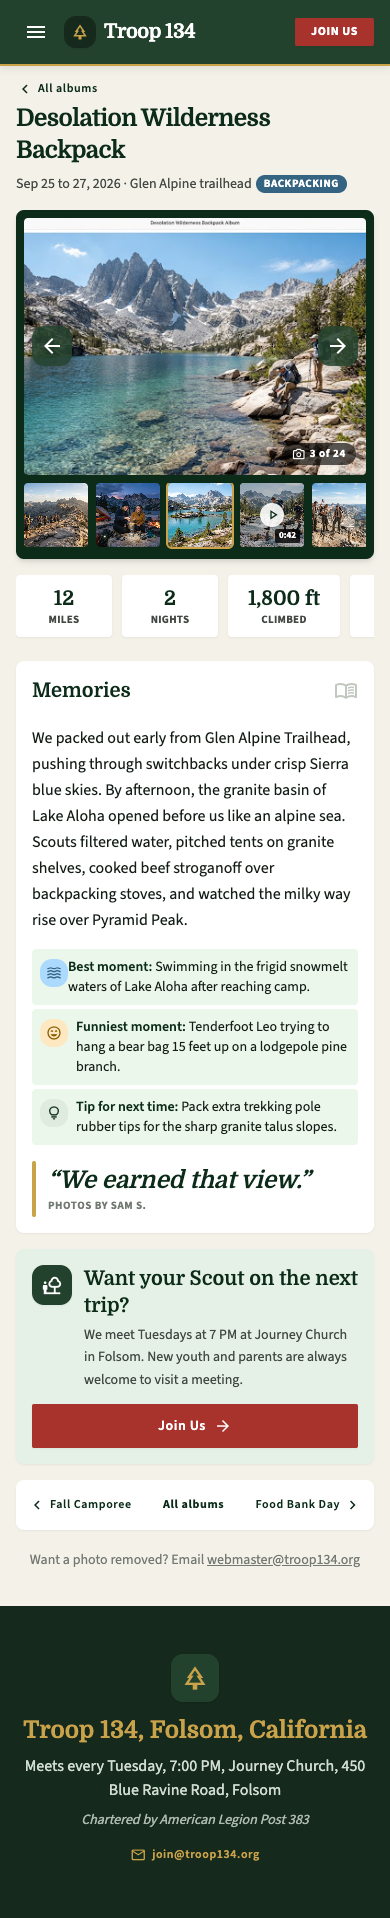 Troop 134
JOIN US
All albums
Desolation Wilderness
Backpack
Sep 25 to 27, 2026 · Glen Alpine trailhead BACKPACKING
Desolation Wilderness Backpack Album
3 of 24
0:42
12
MILES
2
NIGHTS
1,800 ft
CLIMBED
Memories
We packed out early from Glen Alpine Trailhead,
pushing through switchbacks under crisp Sierra
blue skies. By afternoon, the granite basin of
Lake Aloha opened before us like an alpine sea.
Scouts filtered water, pitched tents on granite
shelves, cooked beef stroganoff over
backpacking stoves, and watched the milky way
rise over Pyramid Peak.
Best moment: Swimming in the frigid snowmelt
waters of Lake Aloha after reaching camp.
Funniest moment: Tenderfoot Leo trying to
hang a bear bag 15 feet up on a lodgepole pine
branch.
Tip for next time: Pack extra trekking pole
rubber tips for the sharp granite talus slopes.
“We earned that view.”
PHOTOS BY SAM S.
Want your Scout on the next
trip?
We meet Tuesdays at 7 PM at Journey Church
in Folsom. New youth and parents are always
welcome to visit a meeting.
Join Us
Fall Camporee
All albums
Food Bank Day
Want a photo removed? Email webmaster@troop134.org
Troop 134, Folsom, California
Meets every Tuesday, 7:00 PM, Journey Church, 450
Blue Ravine Road, Folsom
Chartered by American Legion Post 383
join@troop134.org